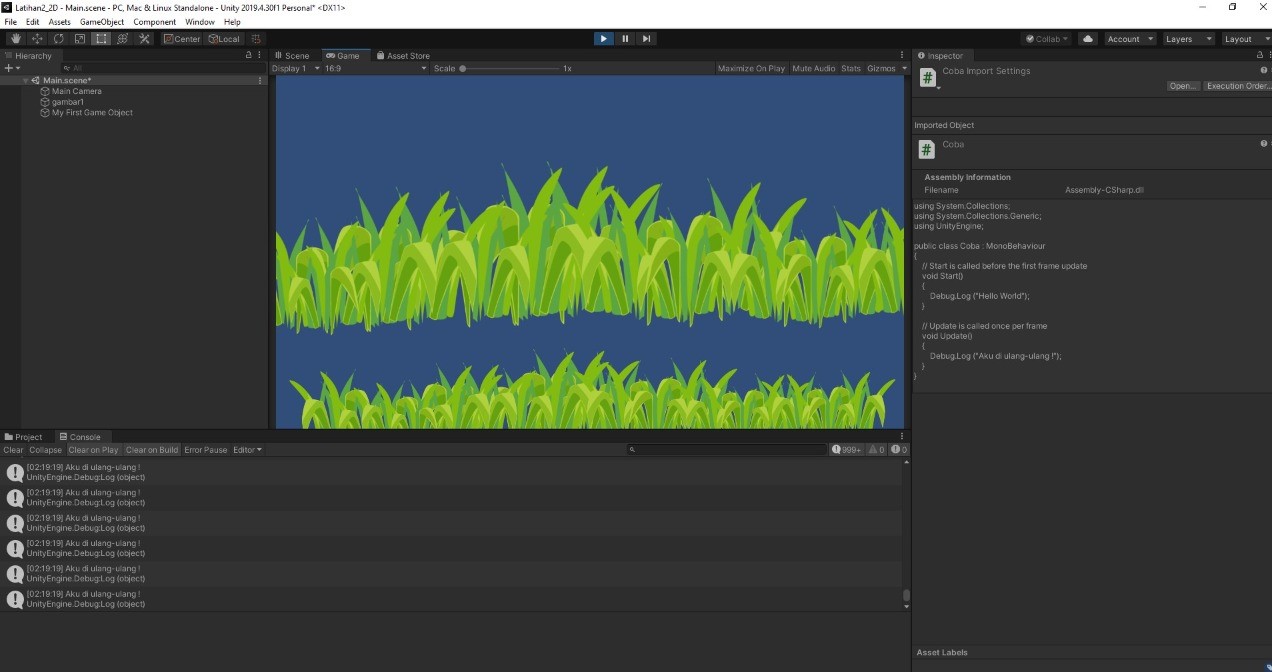 Latihan2_2D - Main.scene - PC, Mac & Linux Standalone - Unity 2019.4.30f1 Personal* <DX11>
File Edit Assets GameObject Component Window Help
Center Local
Collab Account Layers Layout
Hierarchy
All
Main.scene*
Main Camera
gambar1
My First Game Object
Scene Game Asset Store
Display 1 16:9 Scale 1x Maximize On Play Mute Audio Stats Gizmos
Inspector
Coba Import Settings
Open... Execution Order...
Imported Object
Coba
Assembly Information
Filename Assembly-CSharp.dll
using System.Collections;
using System.Collections.Generic;
using UnityEngine;
public class Coba : MonoBehaviour
{
// Start is called before the first frame update
void Start()
{
Debug.Log ("Hello World");
}
// Update is called once per frame
void Update()
{
Debug.Log ("Aku di ulang-ulang !");
}
}
Asset Labels
Project Console
Clear Collapse Clear on Play Clear on Build Error Pause Editor 999+ 0 0
[02:19:19] Aku di ulang-ulang !
UnityEngine.Debug:Log (object)
[02:19:19] Aku di ulang-ulang !
UnityEngine.Debug:Log (object)
[02:19:19] Aku di ulang-ulang !
UnityEngine.Debug:Log (object)
[02:19:19] Aku di ulang-ulang !
UnityEngine.Debug:Log (object)
[02:19:19] Aku di ulang-ulang !
UnityEngine.Debug:Log (object)
[02:19:19] Aku di ulang-ulang !
UnityEngine.Debug:Log (object)